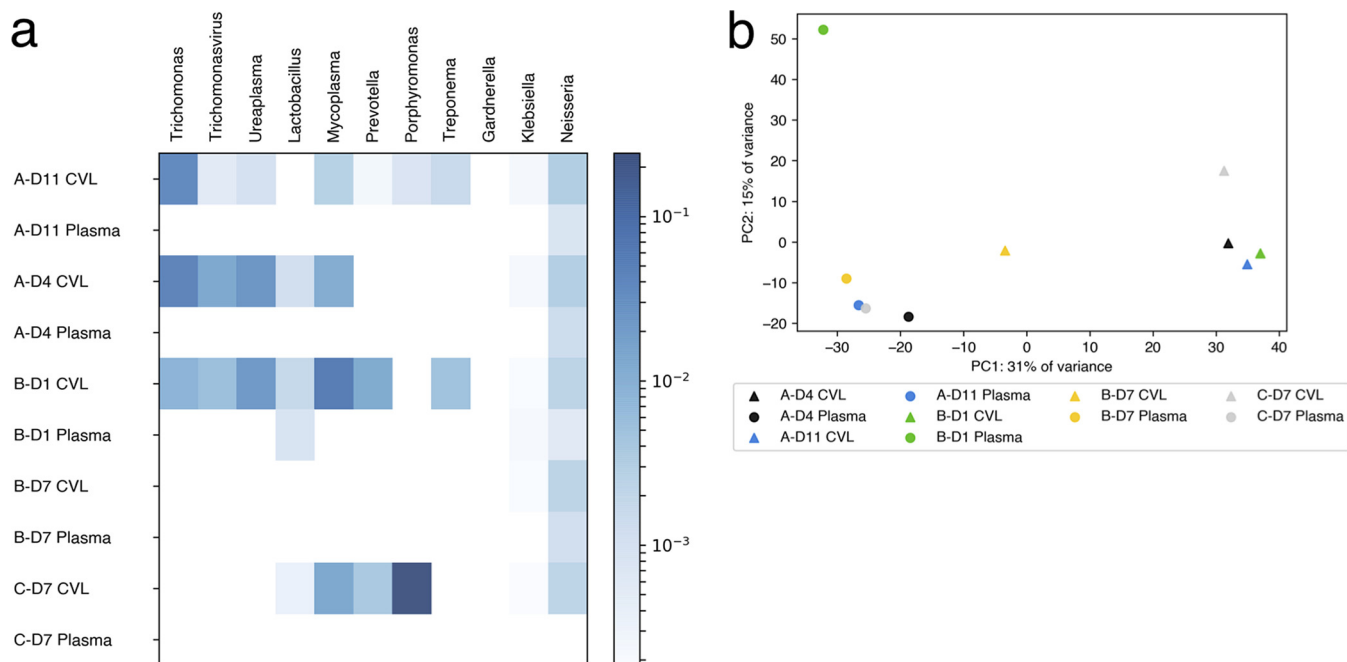 a
Trichomonas
Trichomonasvirus
Ureaplasma
Lactobacillus
Mycoplasma
Prevotella
Porphyromonas
Treponema
Gardnerella
Klebsiella
Neisseria
A-D11 CVL
A-D11 Plasma
A-D4 CVL
A-D4 Plasma
B-D1 CVL
B-D1 Plasma
B-D7 CVL
B-D7 Plasma
C-D7 CVL
C-D7 Plasma
10⁻¹
10⁻²
10⁻³
b
PC2: 15% of variance
50
40
30
20
10
0
−10
−20
−30 −20 −10 0 10 20 30 40
PC1: 31% of variance
A-D4 CVL A-D11 Plasma B-D7 CVL C-D7 CVL
A-D4 Plasma B-D1 CVL B-D7 Plasma C-D7 Plasma
A-D11 CVL B-D1 Plasma